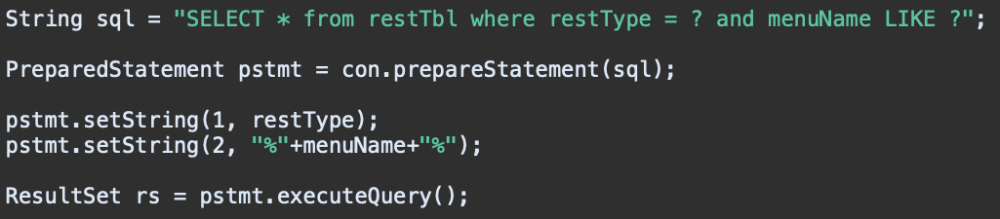 String sql = "SELECT * from restTbl where restType = ? and menuName LIKE ?";
PreparedStatement pstmt = con.prepareStatement(sql);
pstmt.setString(1, restType);
pstmt.setString(2, "%"+menuName+"%");
ResultSet rs = pstmt.executeQuery();